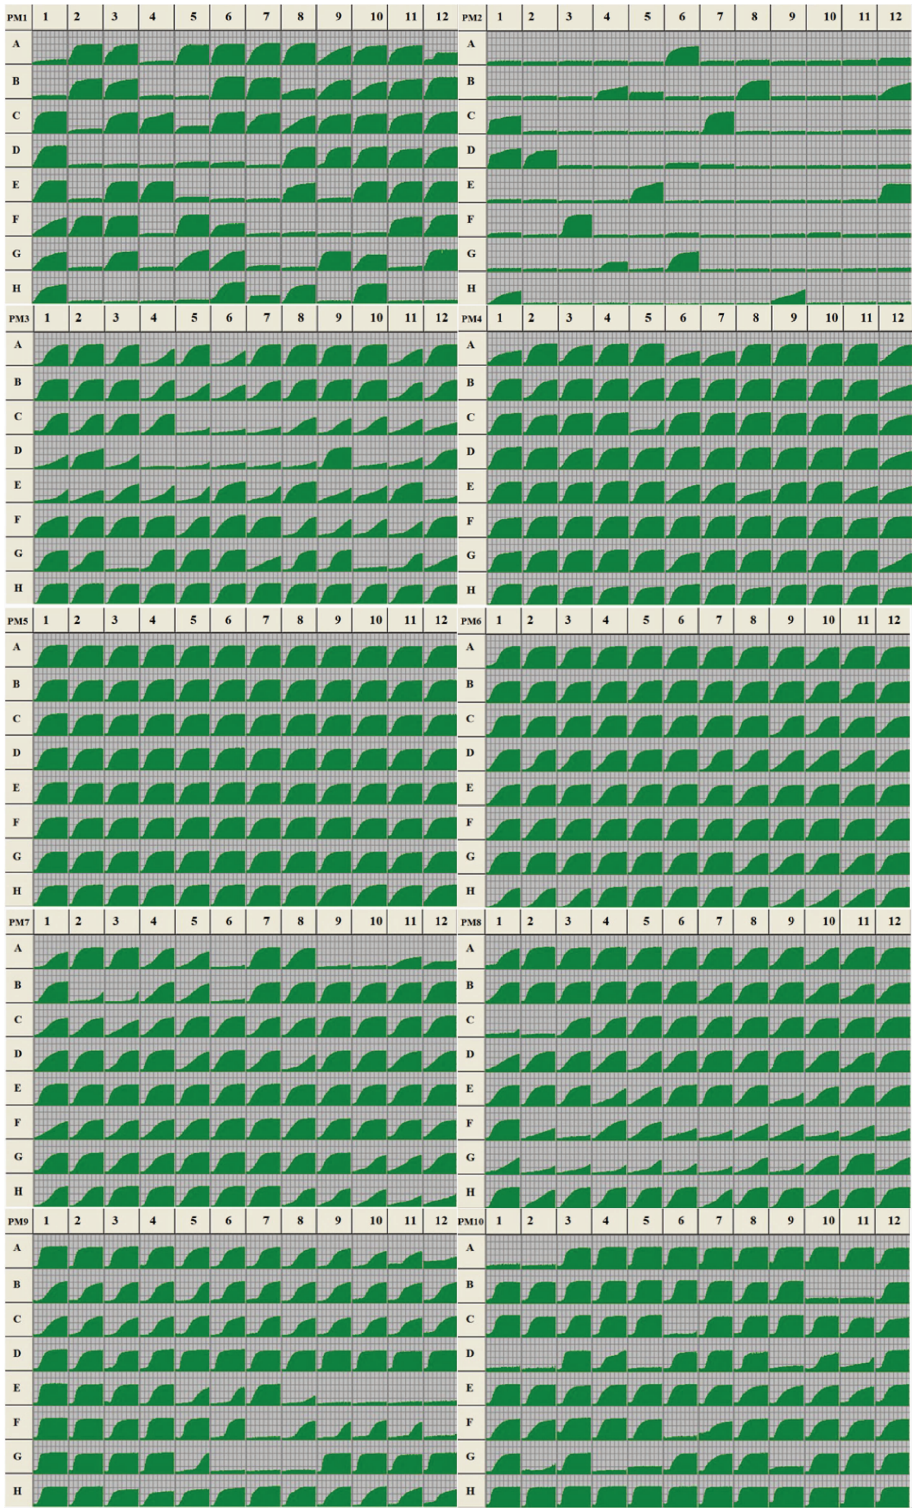 PM1 1 2 3 4 5 6 7 8 9 10 11 12 PM2 1 2 3 4 5 6 7 8 9 10 11 12
A A
B B
C C
D D
E E
F F
G G
H H
PM3 1 2 3 4 5 6 7 8 9 10 11 12 PM4 1 2 3 4 5 6 7 8 9 10 11 12
A A
B B
C C
D D
E E
F F
G G
H H
PM5 1 2 3 4 5 6 7 8 9 10 11 12 PM6 1 2 3 4 5 6 7 8 9 10 11 12
A A
B B
C C
D D
E E
F F
G G
H H
PM7 1 2 3 4 5 6 7 8 9 10 11 12 PM8 1 2 3 4 5 6 7 8 9 10 11 12
A A
B B
C C
D D
E E
F F
G G
H H
PM9 1 2 3 4 5 6 7 8 9 10 11 12 PM10 1 2 3 4 5 6 7 8 9 10 11 12
A A
B B
C C
D D
E E
F F
G G
H H